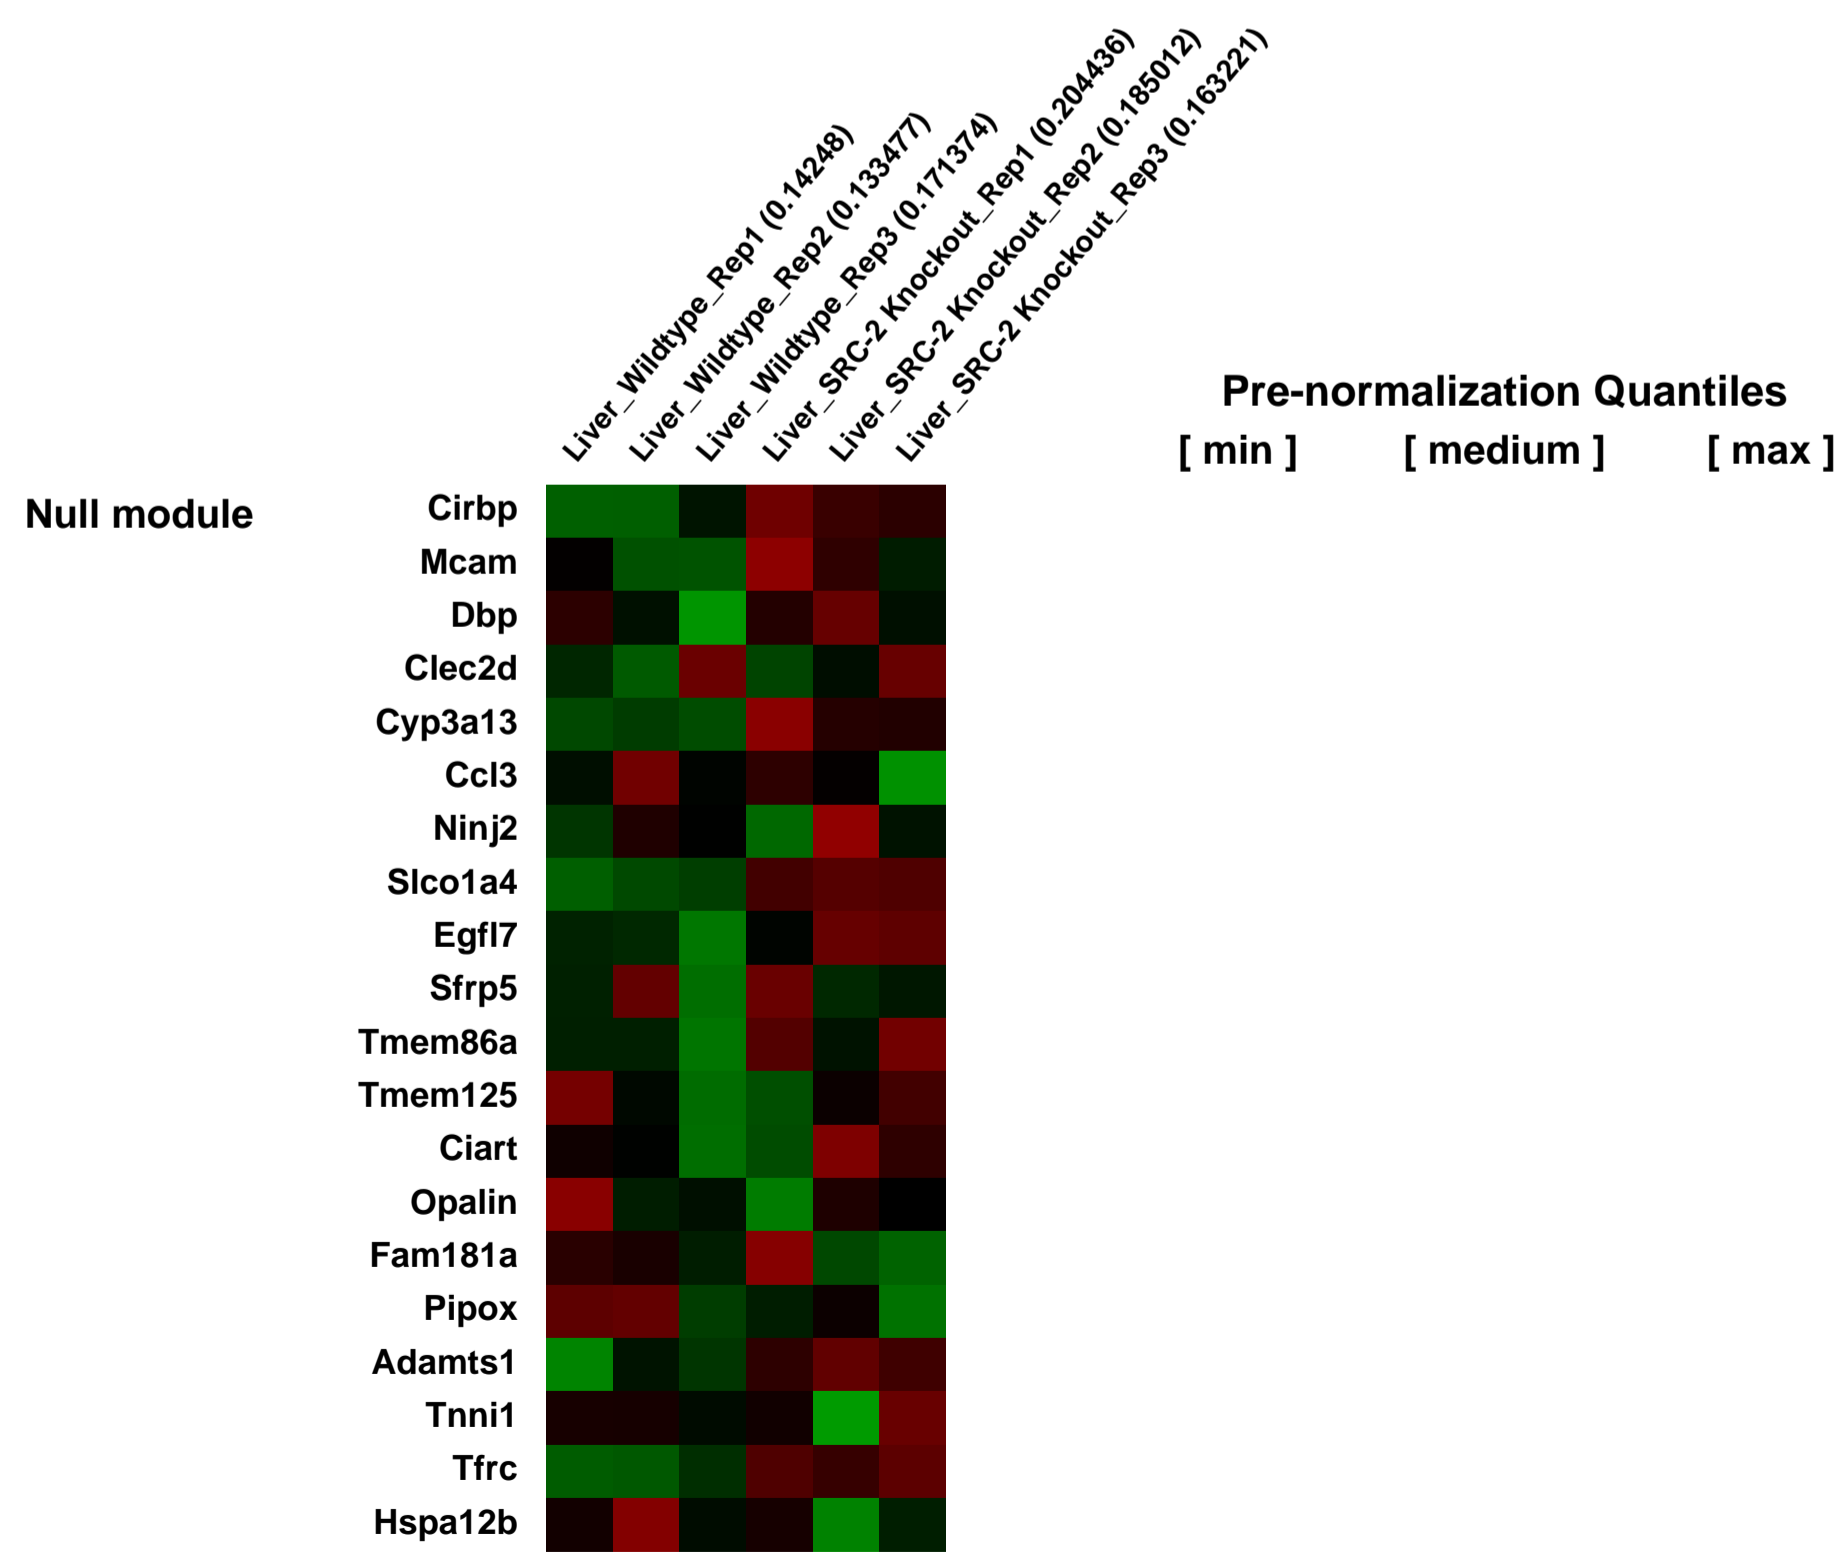 Liver_Wildtype_Rep1 (0.14248)
Liver_Wildtype_Rep2 (0.133477)
Liver_Wildtype_Rep3 (0.171374)
Liver_SRC-2 Knockout_Rep1 (0.204436)
Liver_SRC-2 Knockout_Rep2 (0.185012)
Liver_SRC-2 Knockout_Rep3 (0.163221)
Pre-normalization Quantiles
[ min ] [ medium ] [ max ]
Null module
Cirbp
Mcam
Dbp
Clec2d
Cyp3a13
Ccl3
Ninj2
Slco1a4
Egfl7
Sfrp5
Tmem86a
Tmem125
Ciart
Opalin
Fam181a
Pipox
Adamts1
Tnni1
Tfrc
Hspa12b